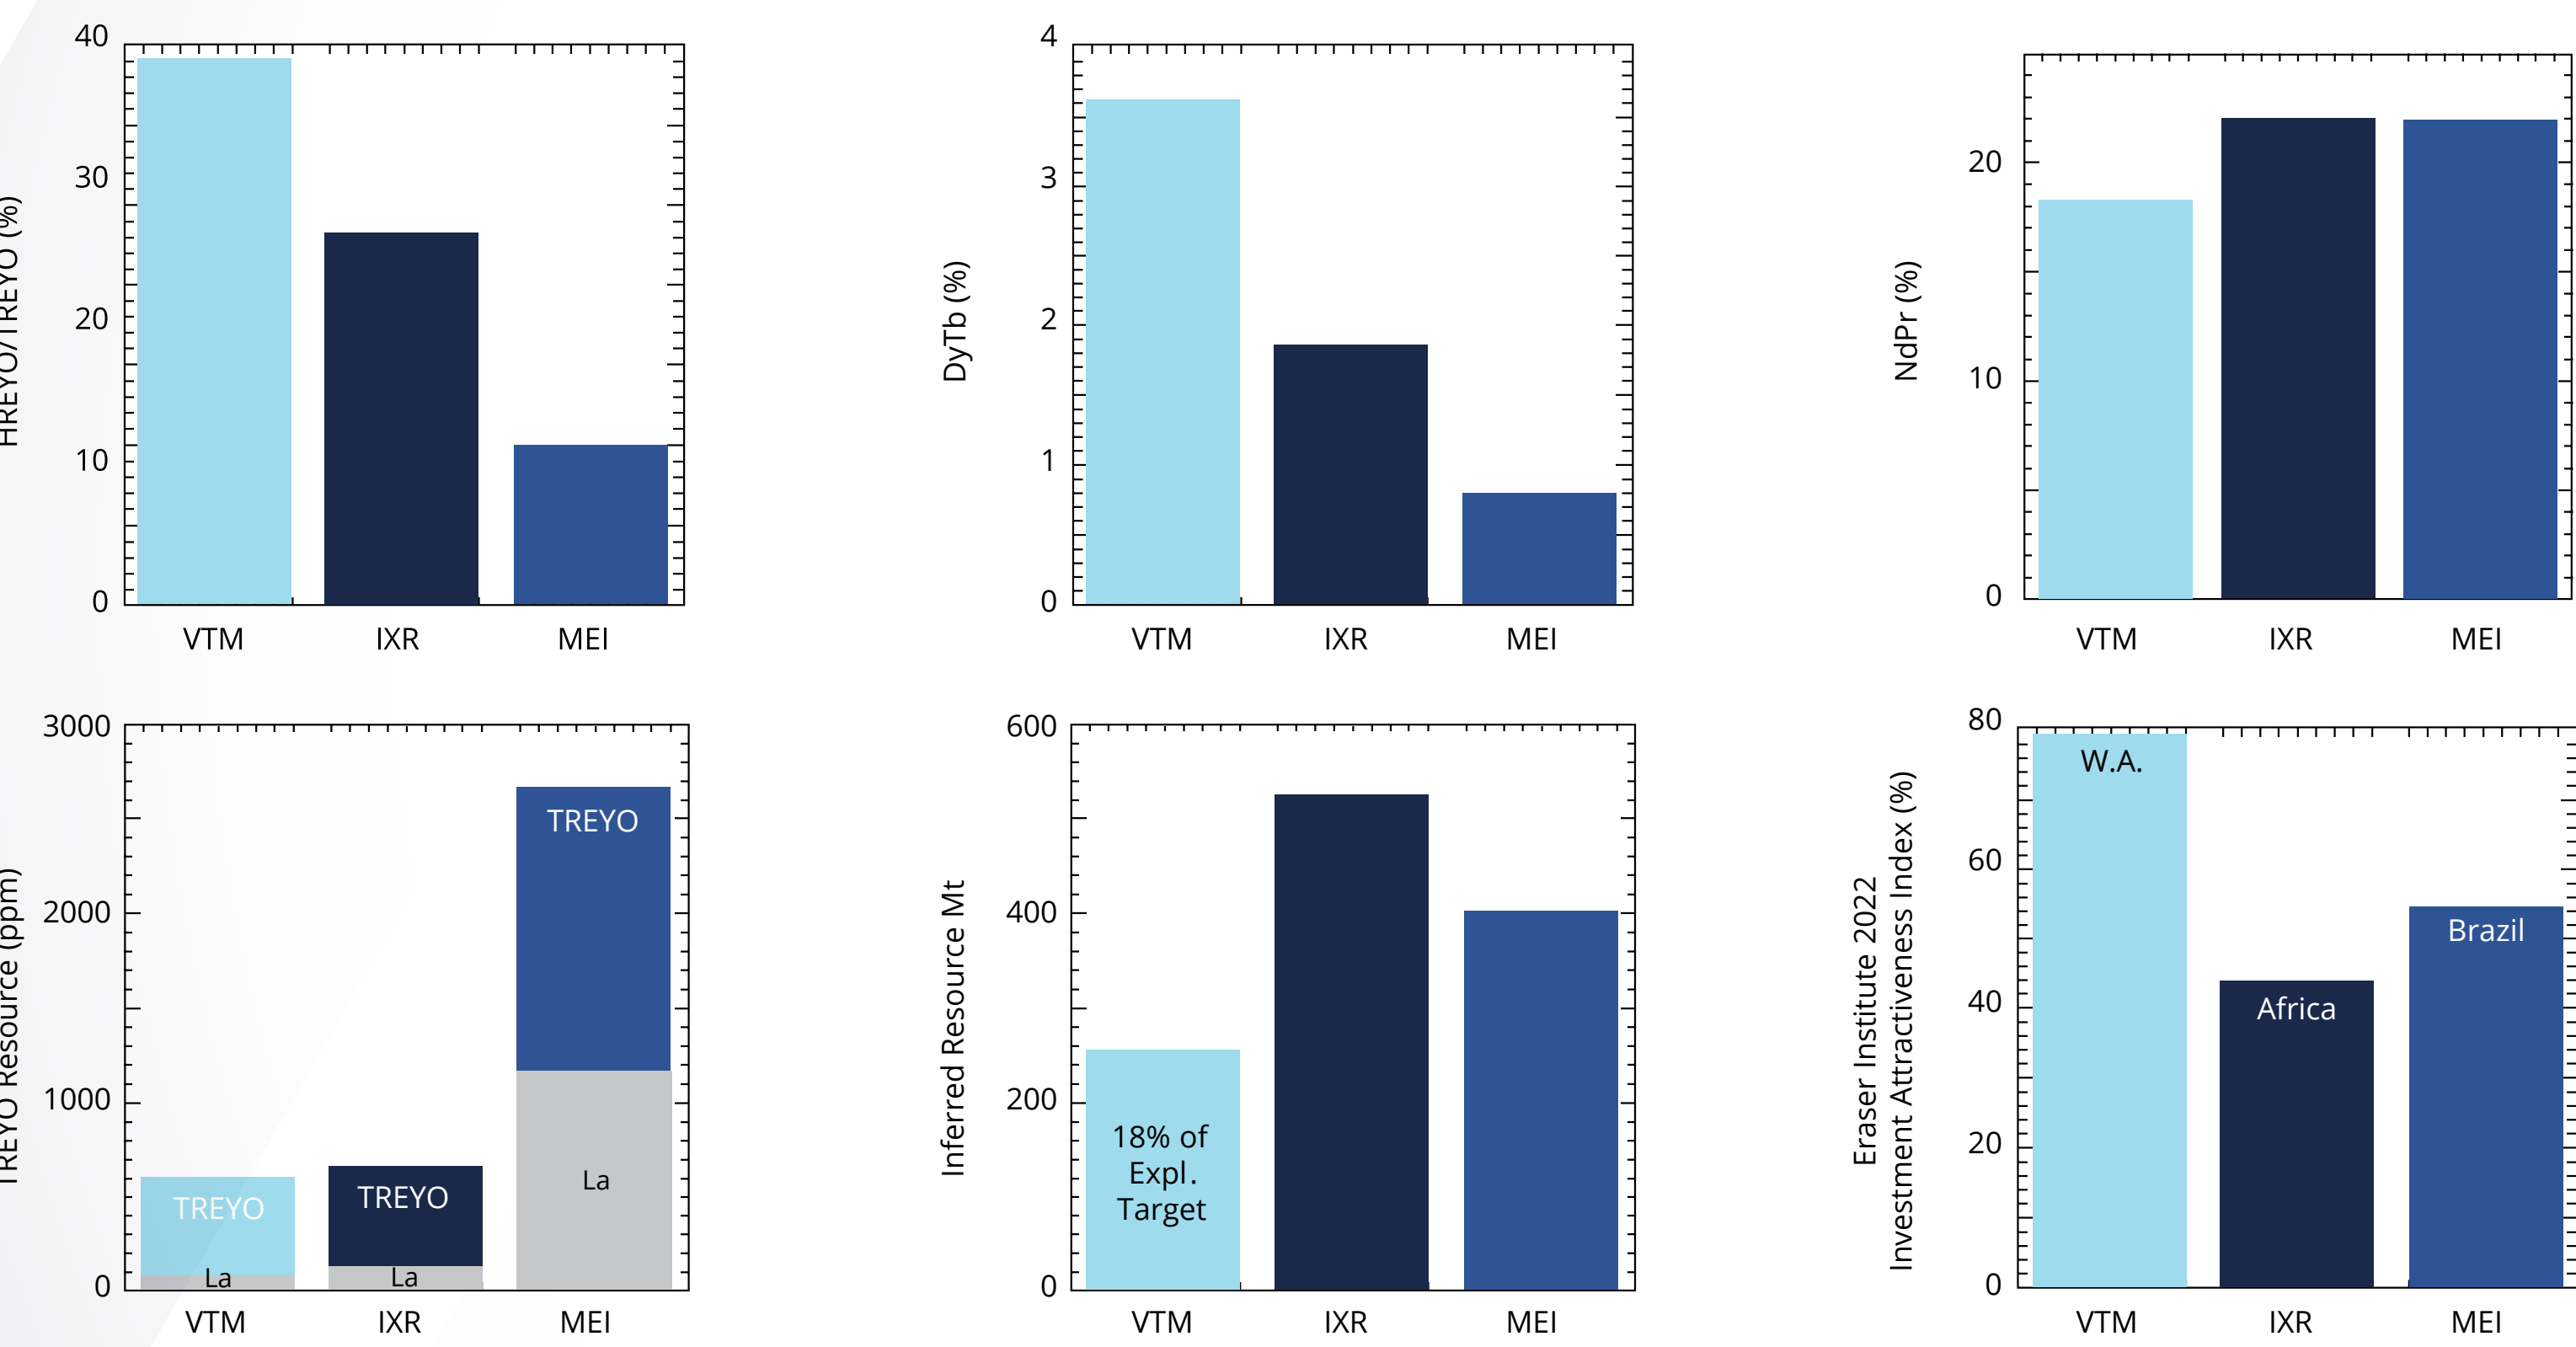 HREYO/TREYO (%)
40
30
20
10
0
VTM IXR MEI
DyTb (%)
4
3
2
1
0
VTM IXR MEI
NdPr (%)
20
10
0
VTM IXR MEI
TREYO Resource (ppm)
3000
2000
1000
0
TREYO
La
TREYO
La
TREYO
La
VTM IXR MEI
Inferred Resource Mt
600
400
200
0
18% of
Expl.
Target
VTM IXR MEI
Eraser Institute 2022
Investment Attractiveness Index (%)
80
60
40
20
0
W.A.
Africa
Brazil
VTM IXR MEI